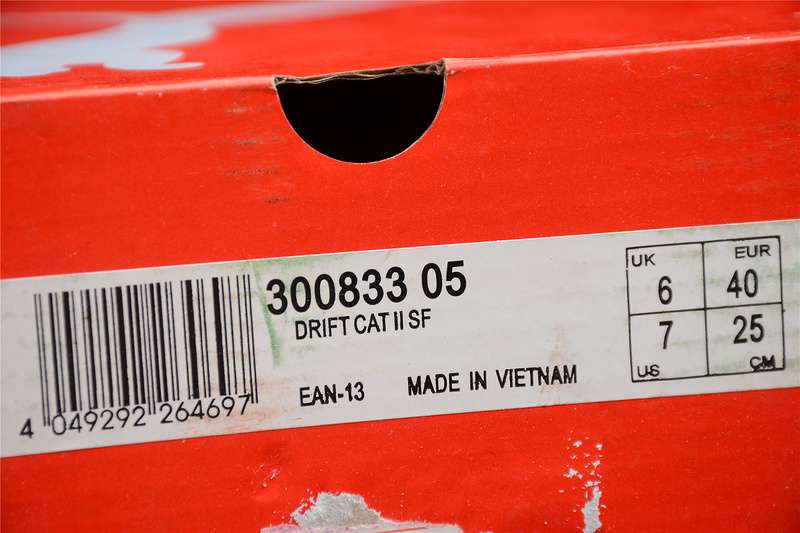 300833 05
DRIFT CAT II SF
EAN-13 MADE IN VIETNAM
4 049292 264697
UK EUR
6 40
7 25
US CM